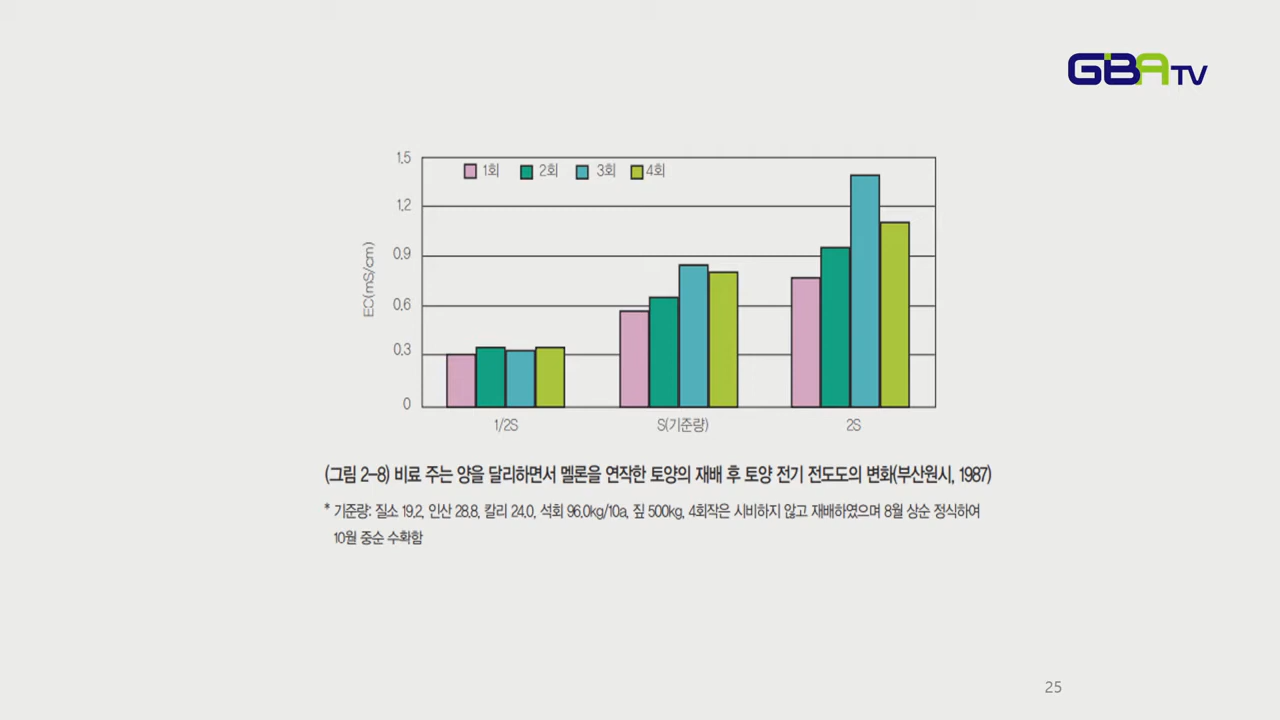 GBA TV
1.5
1회 2회 3회 4회
1.2
0.9
0.6
0.3
0
EC(mS/cm)
1/2S S(기준량) 2S
(그림 2-8) 비료 주는 양을 달리하면서 멜론을 연작한 토양의 재배 후 토양 전기 전도도의 변화(부산원시, 1987)
* 기준량: 질소 19.2, 인산 28.8, 칼리 24.0, 석회 96.0kg/10a, 짚 500kg, 4회작은 시비하지 않고 재배하였으며 8월 상순 정식하여
10월 중순 수확함
25